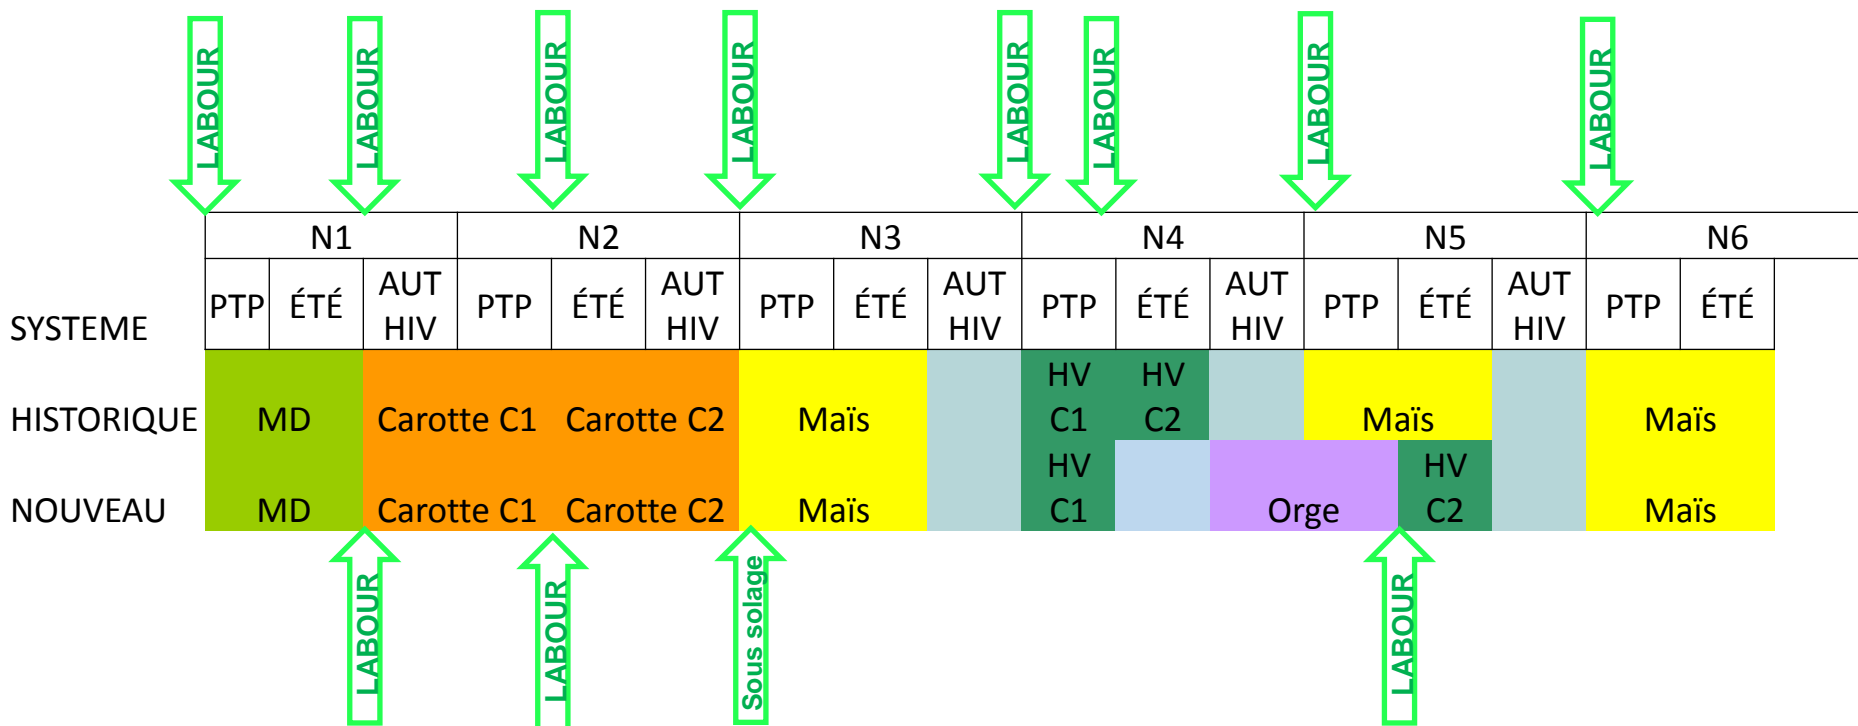 LABOUR LABOUR LABOUR LABOUR LABOUR LABOUR LABOUR LABOUR
N1 N2 N3 N4 N5 N6
SYSTEME PTP ÉTÉ AUT HIV PTP ÉTÉ AUT HIV PTP ÉTÉ AUT HIV PTP ÉTÉ AUT HIV PTP ÉTÉ AUT HIV PTP ÉTÉ
HISTORIQUE MD Carotte C1 Carotte C2 Maïs HV C1 HV C2 Maïs Maïs
NOUVEAU MD Carotte C1 Carotte C2 Maïs HV C1 Orge HV C2 Maïs
LABOUR LABOUR Sous solage LABOUR